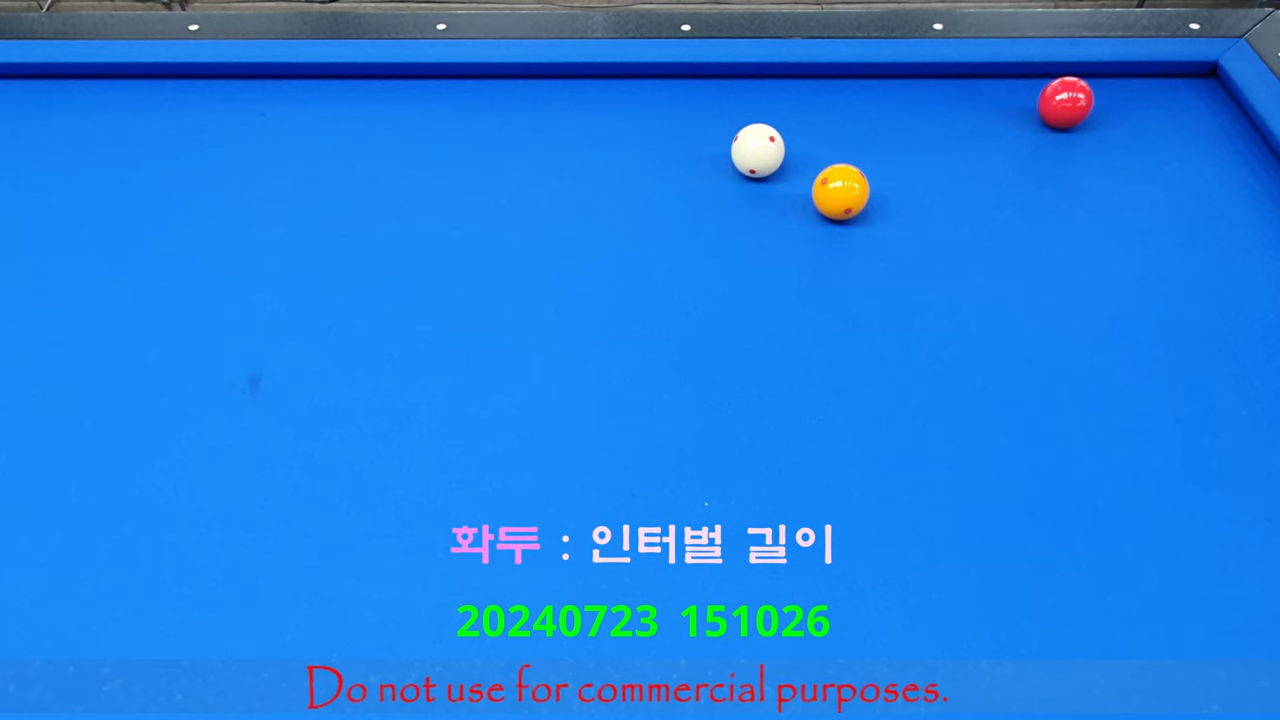 화두 : 인터벌 길이
20240723 151026
Do not use for commercial purposes.